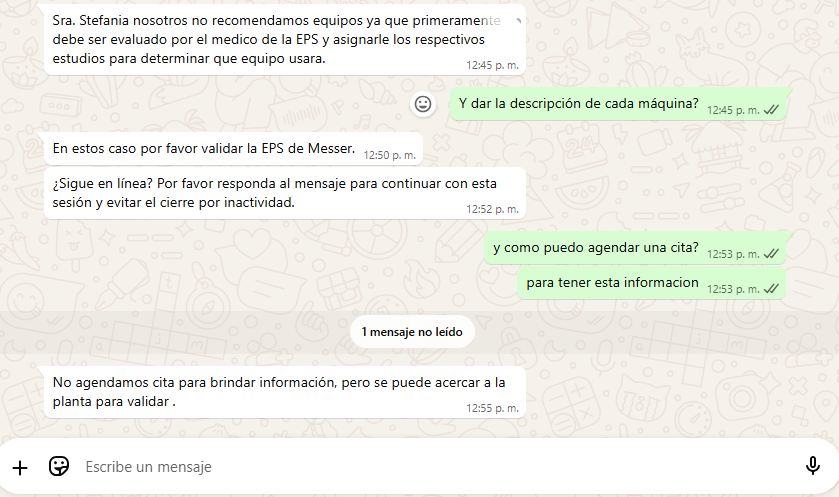 Sra. Stefania nosotros no recomendamos equipos ya que primeramente
debe ser evaluado por el medico de la EPS y asignarle los respectivos
estudios para determinar que equipo usara.
12:45 p. m.
Y dar la descripción de cada máquina?
12:45 p. m.
En estos caso por favor validar la EPS de Messer.
12:50 p. m.
¿Sigue en línea? Por favor responda al mensaje para continuar con esta
sesión y evitar el cierre por inactividad.
12:52 p. m.
y como puedo agendar una cita?
12:53 p. m.
para tener esta informacion
12:53 p. m.
1 mensaje no leído
No agendamos cita para brindar información, pero se puede acercar a la
planta para validar .
12:55 p. m.
Escribe un mensaje